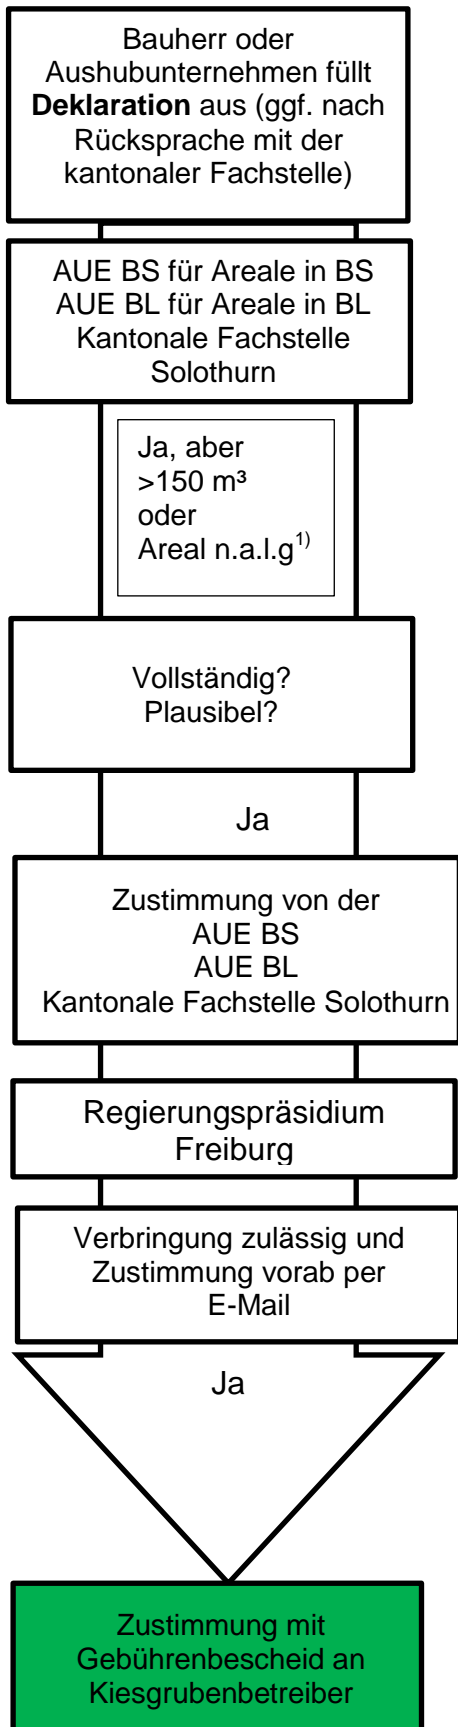 Bauherr oder
Aushubunternehmen füllt
Deklaration aus (ggf. nach
Rücksprache mit der
kantonaler Fachstelle)
AUE BS für Areale in BS
AUE BL für Areale in BL
Kantonale Fachstelle
Solothurn
Ja, aber
>150 m³
oder
Areal n.a.l.g¹⁾
Vollständig?
Plausibel?
Ja
Zustimmung von der
AUE BS
AUE BL
Kantonale Fachstelle Solothurn
Regierungspräsidium
Freiburg
Verbringung zulässig und
Zustimmung vorab per
E-Mail
Ja
Zustimmung mit
Gebührenbescheid an
Kiesgrubenbetreiber